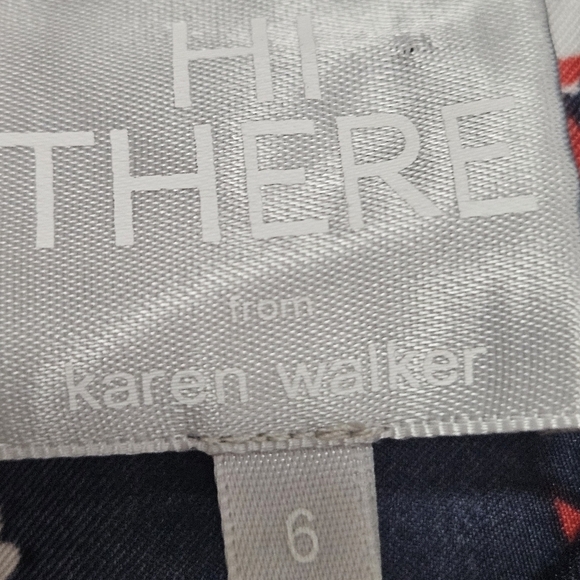 HI
THERE
from
karen walker
6